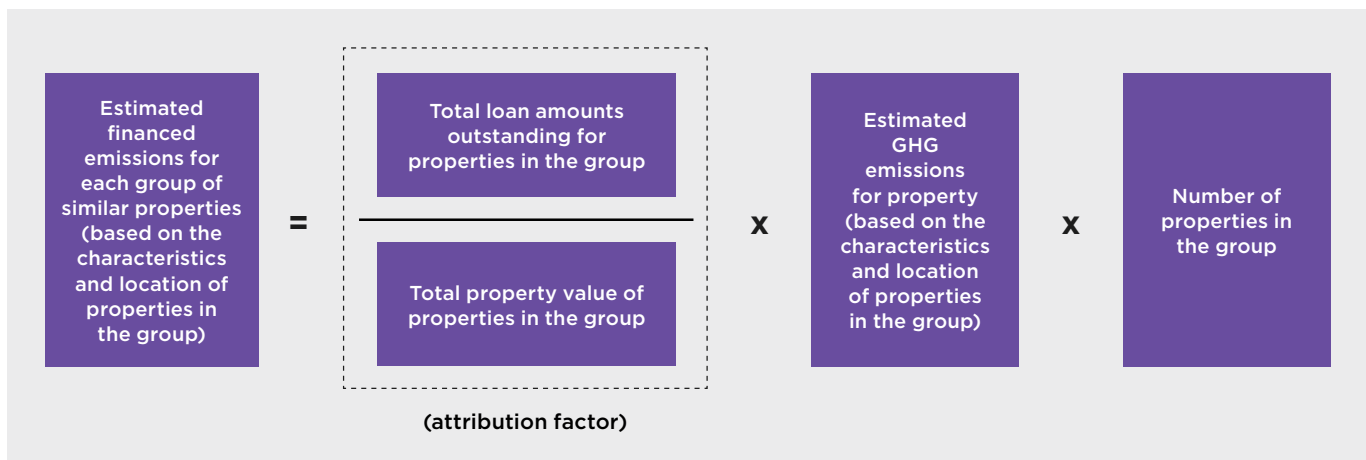 Estimated
financed
emissions for
each group of
similar properties
(based on the
characteristics
and location of
properties in
the group)
=
Total loan amounts
outstanding for
properties in the group
Total property value of
properties in the group
(attribution factor)
x
Estimated
GHG
emissions
for property
(based on the
characteristics
and location
of properties
in the group)
x
Number of
properties in
the group